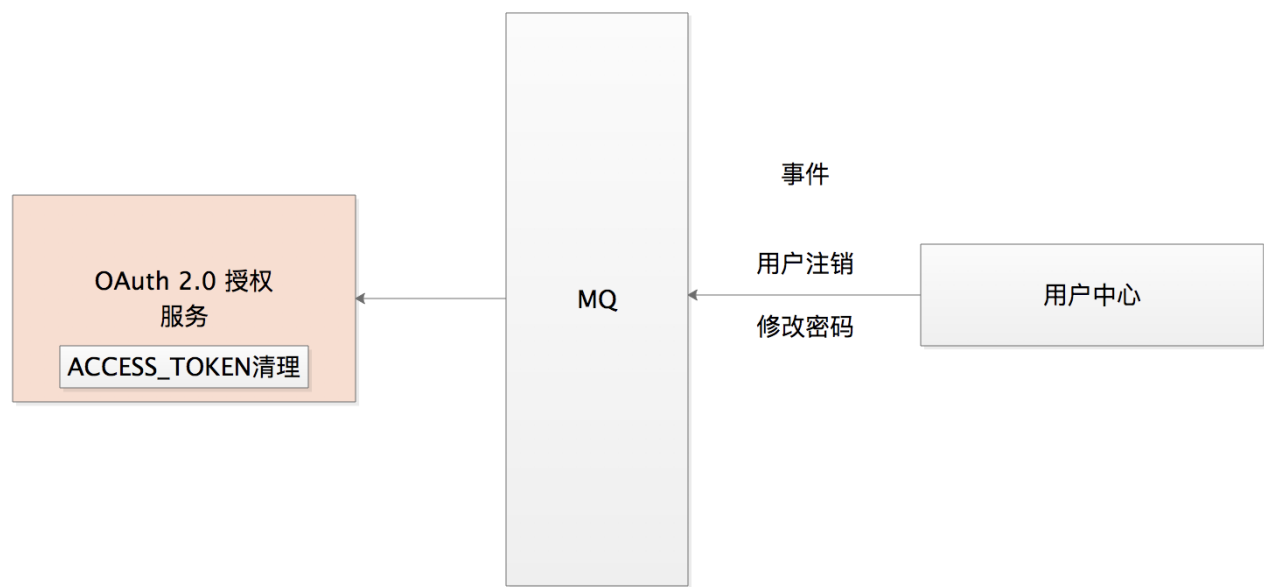 OAuth 2.0 授权
服务
ACCESS_TOKEN清理
MQ
事件
用户注销
修改密码
用户中心